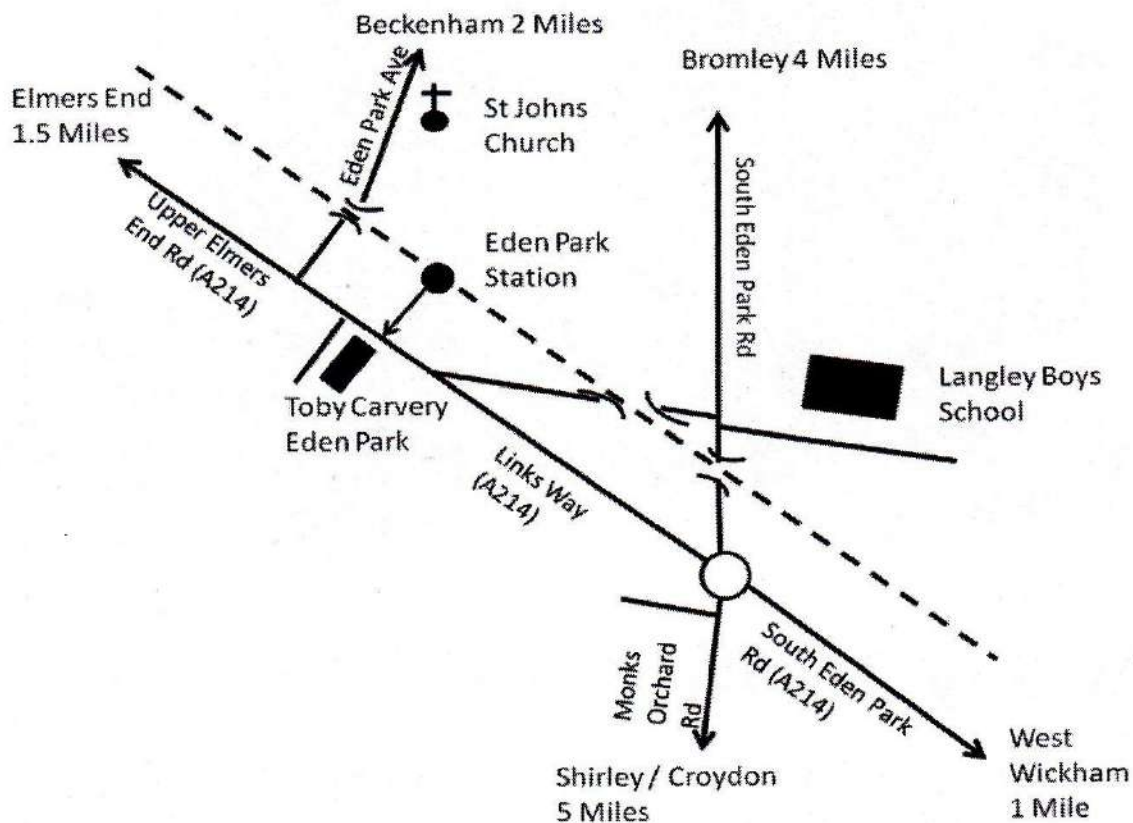 Beckenham 2 Miles
Bromley 4 Miles
Elmers End
1.5 Miles
Eden Park Ave
St Johns
Church
South Eden Park Rd
Upper Elmers
End Rd (A214)
Eden Park
Station
Langley Boys
School
Toby Carvery
Eden Park
Links Way
(A214)
South Eden Park
Rd (A214)
Monks
Orchard
Rd
West
Wickham
1 Mile
Shirley / Croydon
5 Miles